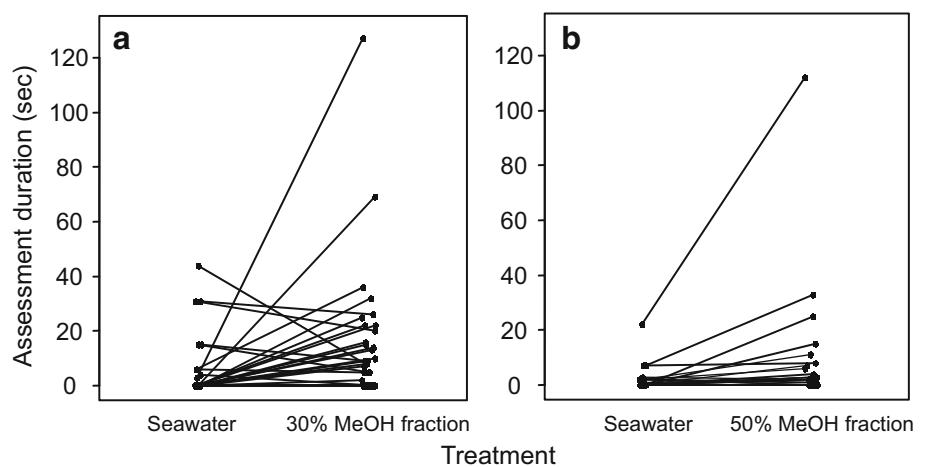 a
b
Assessment duration (sec)
120
100
80
60
40
20
0
120
100
80
60
40
20
0
Seawater 30% MeOH fraction
Seawater 50% MeOH fraction
Treatment